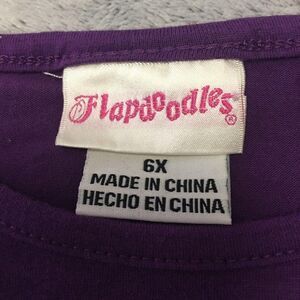 Flapdoodles®
6X
MADE IN CHINA
HECHO EN CHINA